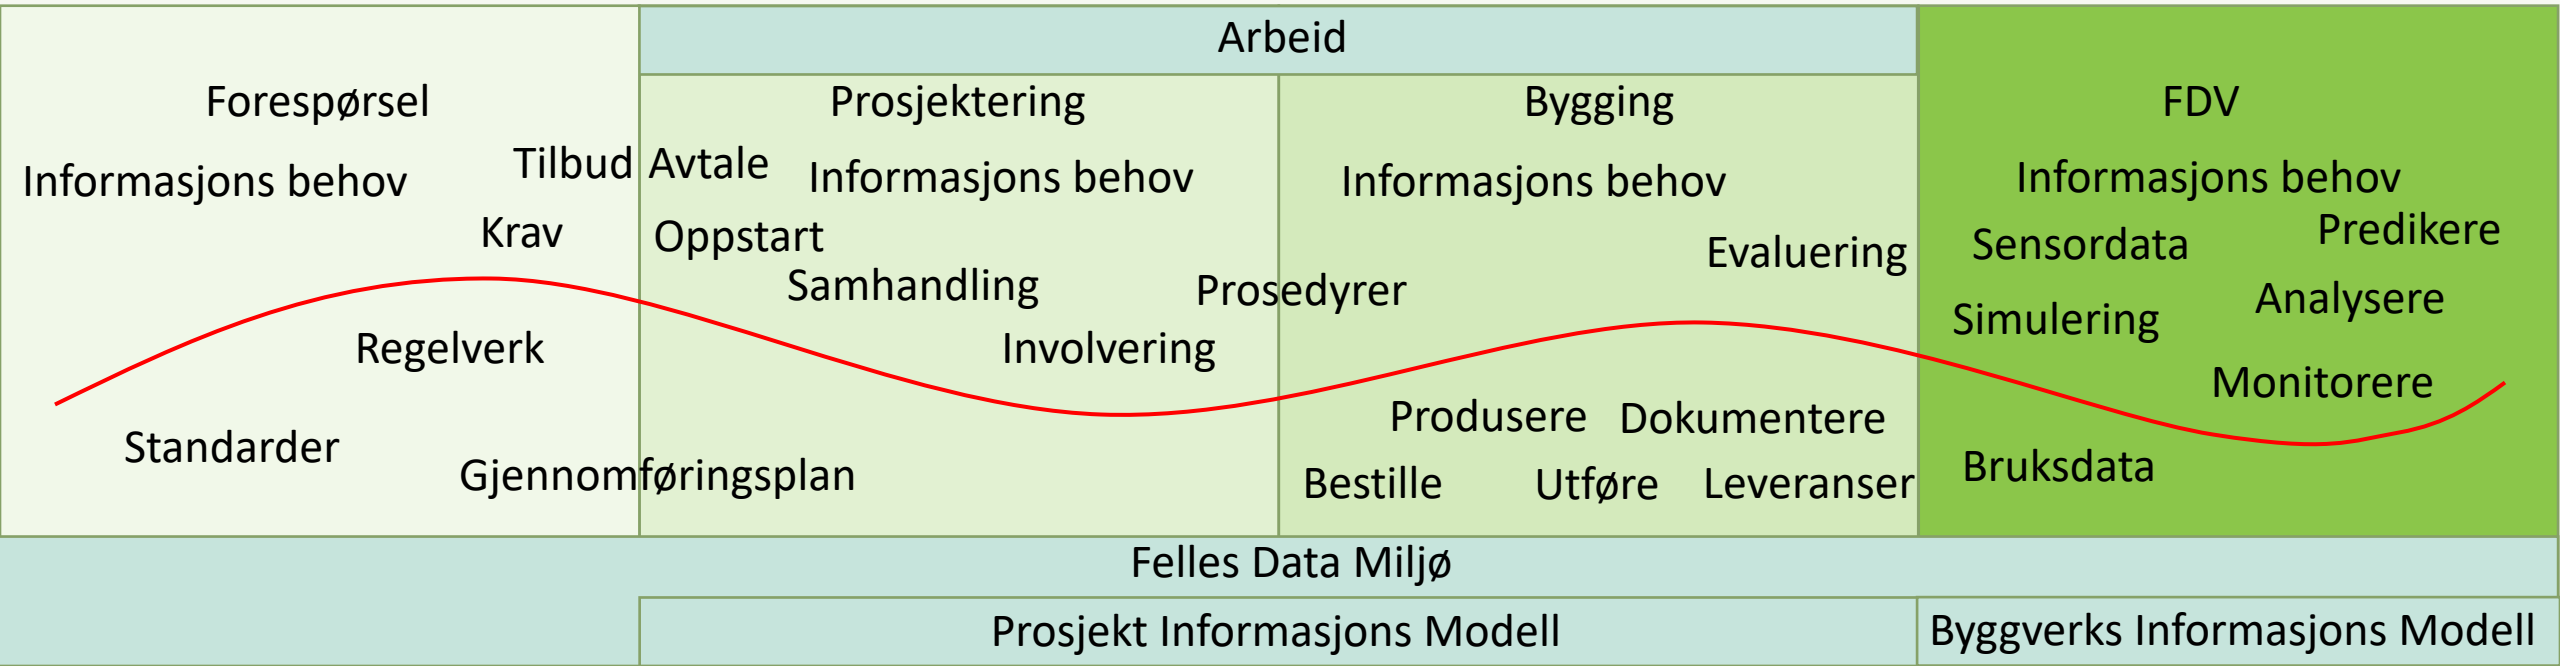 Arbeid
Forespørsel
Informasjons behov
Tilbud
Krav
Regelverk
Standarder
Gjennomføringsplan
Prosjektering
Avtale
Informasjons behov
Oppstart
Samhandling
Involvering
Prosedyrer
Bygging
Informasjons behov
Evaluering
Produsere
Dokumentere
Bestille
Utføre
Leveranser
FDV
Informasjons behov
Predikere
Sensordata
Analysere
Simulering
Monitorere
Bruksdata
Felles Data Miljø
Prosjekt Informasjons Modell
Byggverks Informasjons Modell